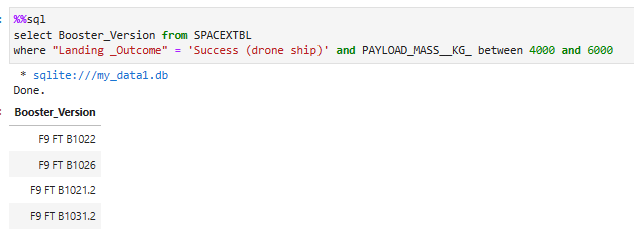 %%sql
select Booster_Version from SPACEXTBL
where "Landing _Outcome" = 'Success (drone ship)' and PAYLOAD_MASS__KG_ between 4000 and 6000
* sqlite:///my_data1.db
Done.
Booster_Version
F9 FT B1022
F9 FT B1026
F9 FT B1021.2
F9 FT B1031.2